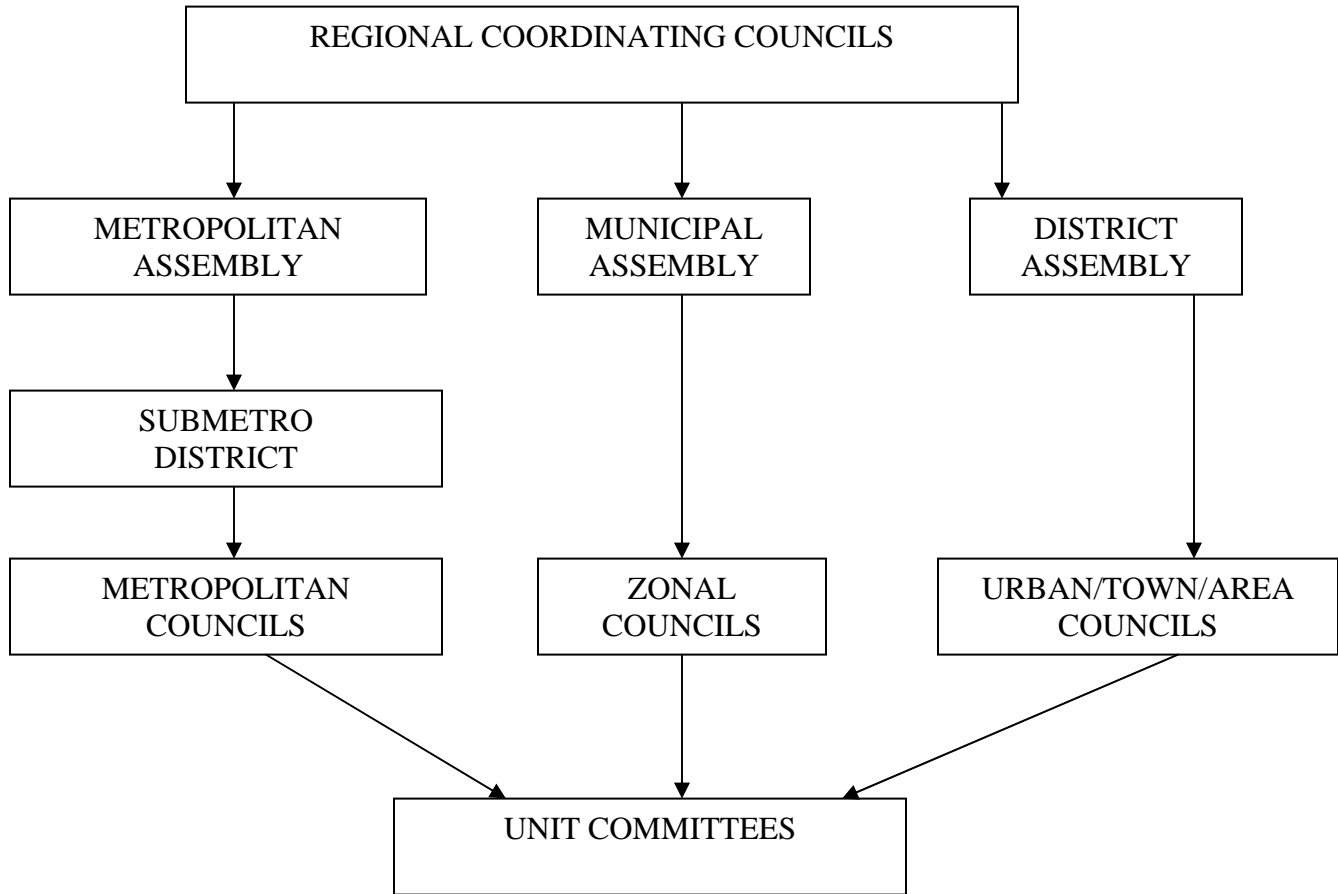 REGIONAL COORDINATING COUNCILS
METROPOLITAN
ASSEMBLY
MUNICIPAL
ASSEMBLY
DISTRICT
ASSEMBLY
SUBMETRO
DISTRICT
METROPOLITAN
COUNCILS
ZONAL
COUNCILS
URBAN/TOWN/AREA
COUNCILS
UNIT COMMITTEES